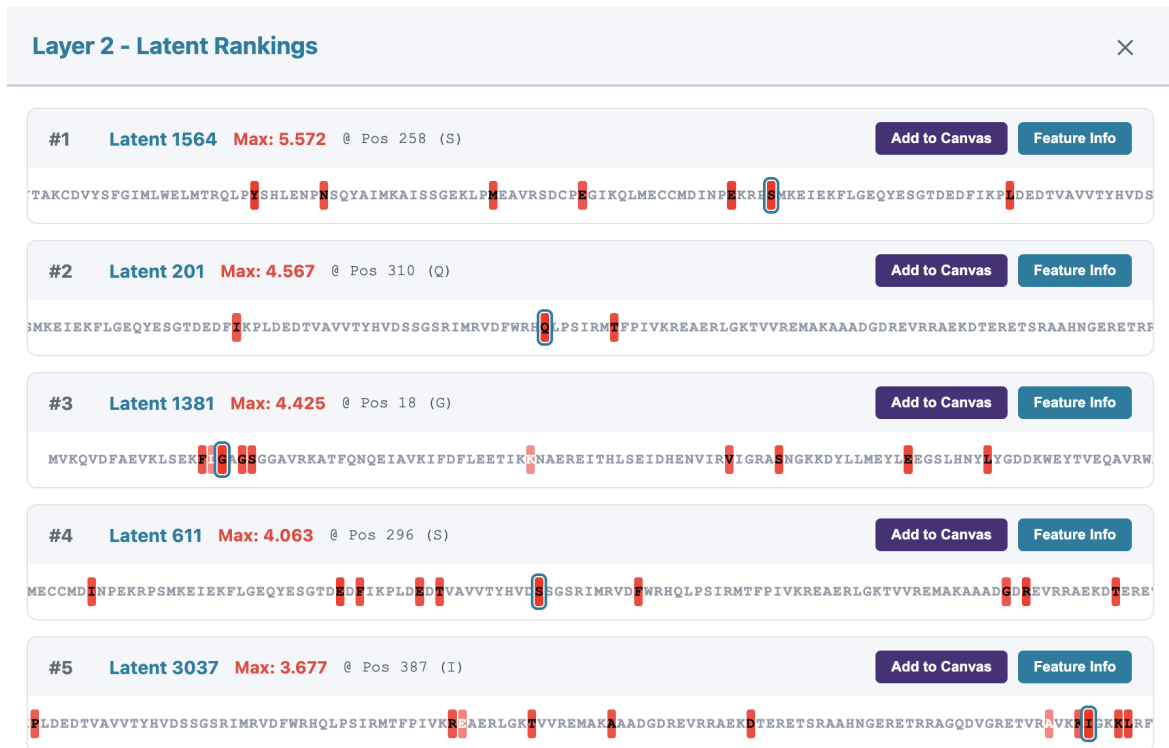 Layer 2 - Latent Rankings
#1 Latent 1564 Max: 5.572 @ Pos 258 (S) Add to Canvas Feature Info
TAKCDVYSFGIMLWELMTRQLPYSHLENPNSQYAIMKAISSGEKLPMEAVRSDCPEGIKQLMECCMDINPEKRPSMKEIEKFLGEQYESGTDEDFIKPLDEDTVAVVTYHVDS
#2 Latent 201 Max: 4.567 @ Pos 310 (Q) Add to Canvas Feature Info
SMKEIEKFLGEQYESGTDEDFIKPLDEDTVAVVTYHVDSSGSRIMRVDFWRHQLPSIRMTFPIVKREAERLGKTVVREMAKAAADGDREVRRAEKDTERETSRAAHNGERETRR
#3 Latent 1381 Max: 4.425 @ Pos 18 (G) Add to Canvas Feature Info
MVKQVDFAEVKLSEKFLGAGSGGAVRKATFQNQEIAVKIFDFLEETIKKNAEREITHLSEIDHENVIRVIGRASNGKKDYLLMEYLEEGSLHNYLYGDDKWEYTVEQAVRW
#4 Latent 611 Max: 4.063 @ Pos 296 (S) Add to Canvas Feature Info
MECCMDINPEKRPSMKEIEKFLGEQYESGTDEDFIKPLDEDTVAVVTYHVDSSGSRIMRVDFWRHQLPSIRMTFPIVKREAERLGKTVVREMAKAAADGDREVRRAEKDTERE
#5 Latent 3037 Max: 3.677 @ Pos 387 (I) Add to Canvas Feature Info
PLDEDTVAVVTYHVDSSGSRIMRVDFWRHQLPSIRMTFPIVKREAERLGKTVVREMAKAAADGDREVRRAEKDTERETSRAAHNGERETRRAGQDVGRETVRAVKFIGKKLRF